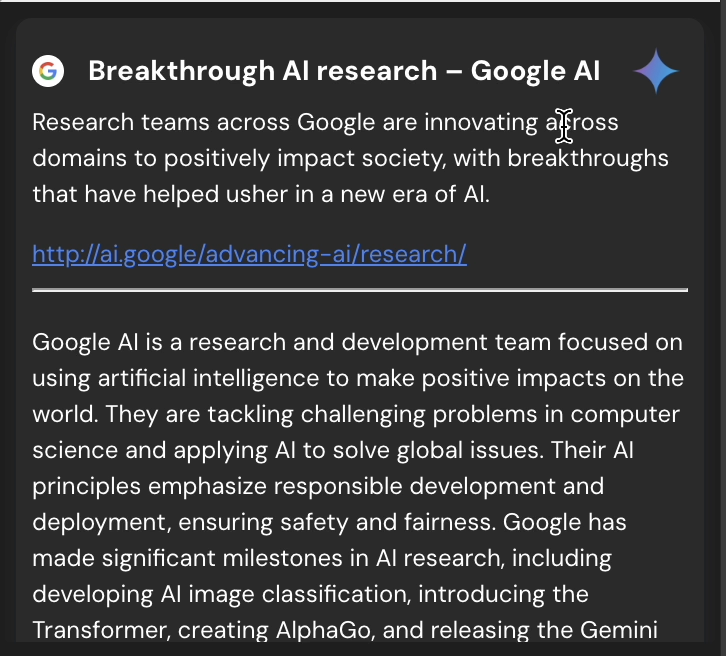 Breakthrough AI research – Google AI
Research teams across Google are innovating across
domains to positively impact society, with breakthroughs
that have helped usher in a new era of AI.
http://ai.google/advancing-ai/research/
Google AI is a research and development team focused on
using artificial intelligence to make positive impacts on the
world. They are tackling challenging problems in computer
science and applying AI to solve global issues. Their AI
principles emphasize responsible development and
deployment, ensuring safety and fairness. Google has
made significant milestones in AI research, including
developing AI image classification, introducing the
Transformer, creating AlphaGo, and releasing the Gemini